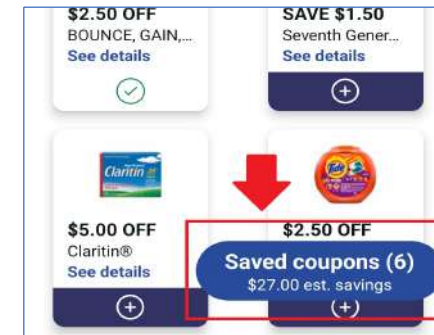 $2.50 OFF
BOUNCE, GAIN,...
See details
SAVE $1.50
Seventh Gener...
See details
Claritin
$5.00 OFF
Claritin®
See details
Tide
$2.50 OFF
Saved coupons (6)
$27.00 est. savings